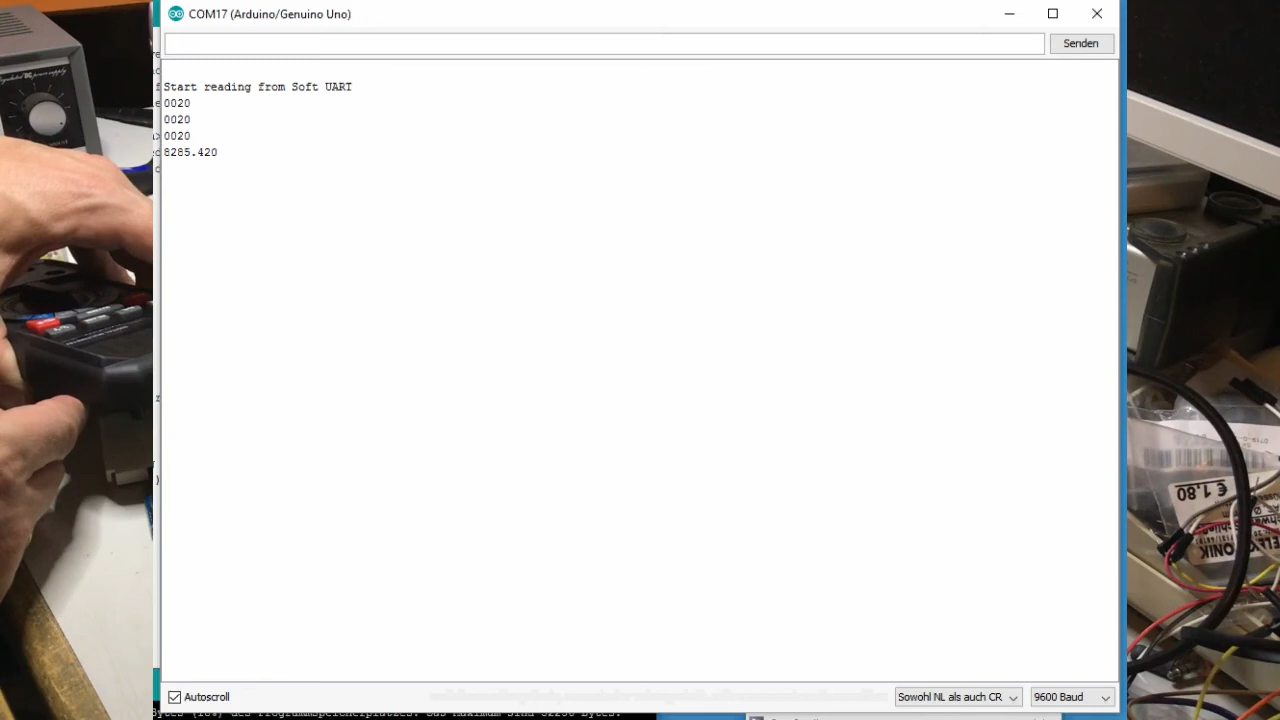 COM17 (Arduino/Genuino Uno)
Senden
Start reading from Soft UART
0020
0020
0020
8285.420
Autoscroll
Sowohl NL als auch CR
9600 Baud
€ 1,80